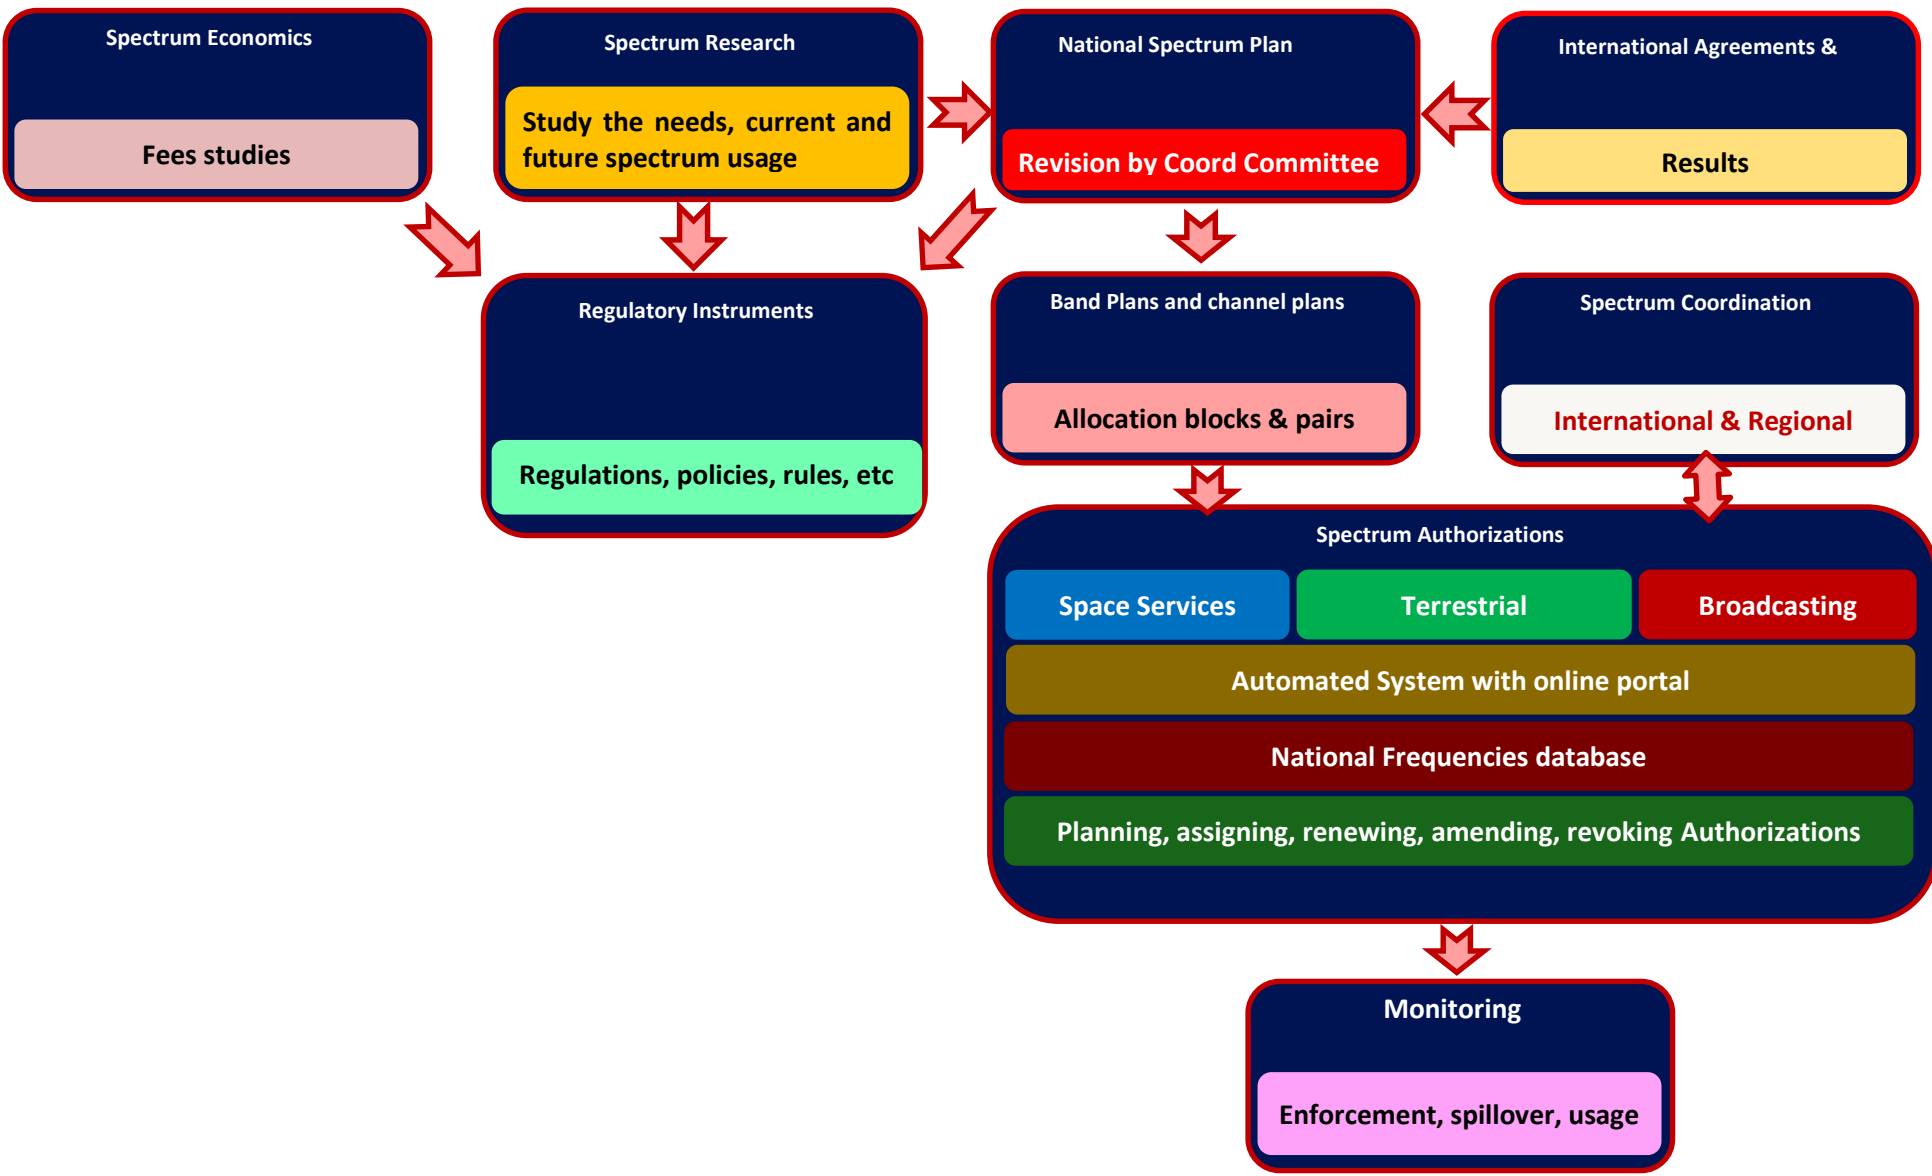 Spectrum Economics
Fees studies
Spectrum Research
Study the needs, current and
future spectrum usage
National Spectrum Plan
Revision by Coord Committee
International Agreements &
Results
Regulatory Instruments
Regulations, policies, rules, etc
Band Plans and channel plans
Allocation blocks & pairs
Spectrum Coordination
International & Regional
Spectrum Authorizations
Space Services
Terrestrial
Broadcasting
Automated System with online portal
National Frequencies database
Planning, assigning, renewing, amending, revoking Authorizations
Monitoring
Enforcement, spillover, usage